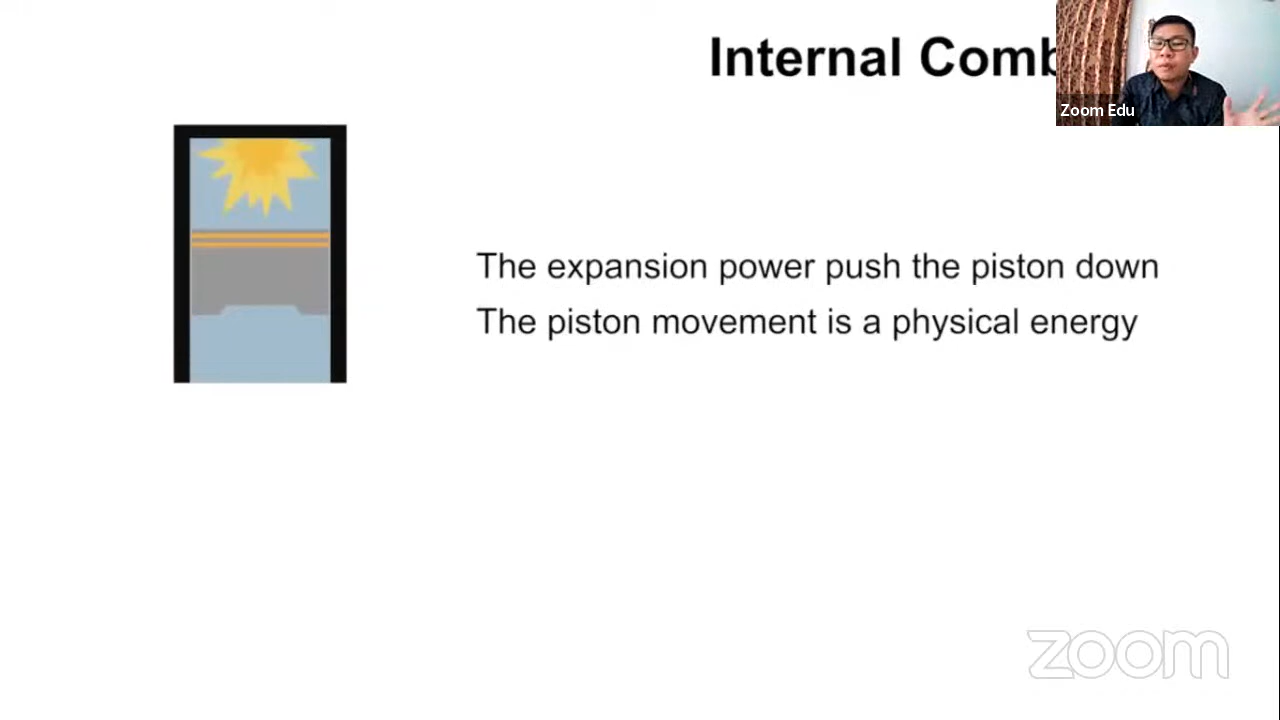 Internal Comb
Zoom Edu
The expansion power push the piston down
The piston movement is a physical energy
zoom